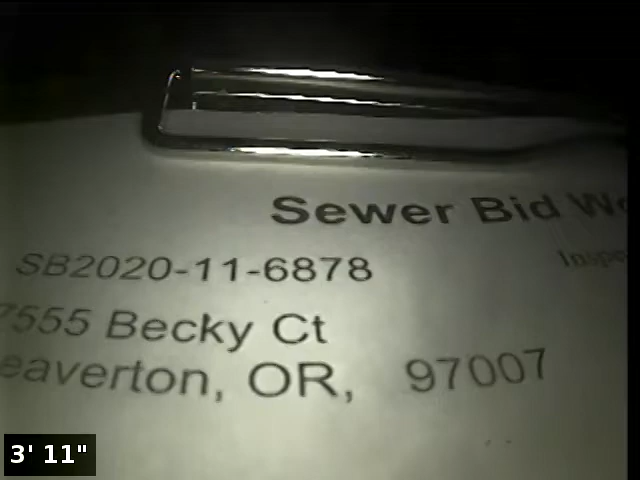 Sewer Bid
SB2020-11-6878
7555 Becky Ct
eaverton, OR, 97007
3' 11"